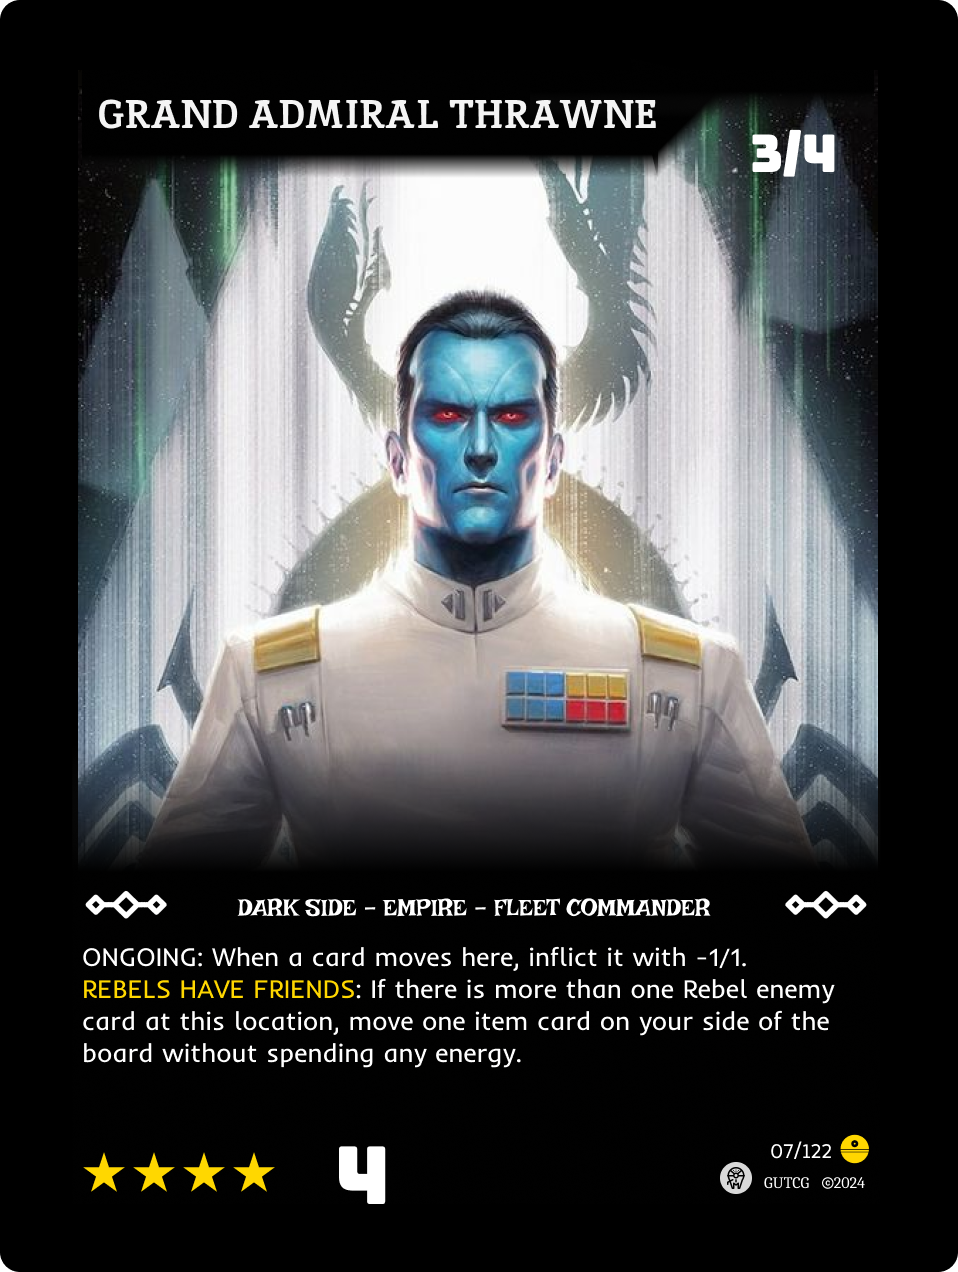 GRAND ADMIRAL THRAWNE
3/4
DARK SIDE – EMPIRE – FLEET COMMANDER
ONGOING: When a card moves here, inflict it with -1/1.
REBELS HAVE FRIENDS: If there is more than one Rebel enemy
card at this location, move one item card on your side of the
board without spending any energy.
4
07/122
GUTCG ©2024